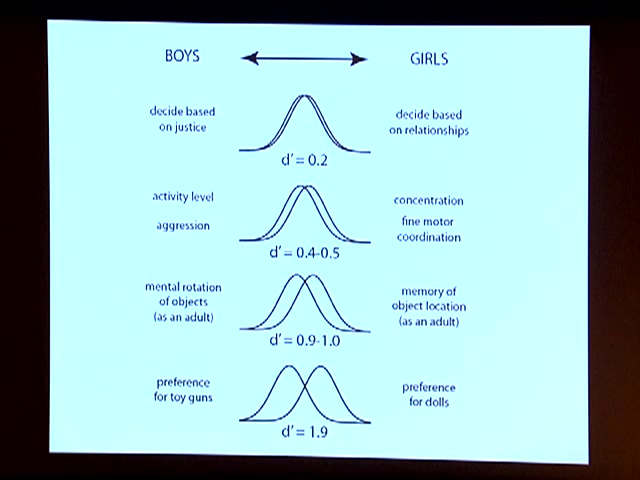 BOYS
GIRLS
decide based
on justice
decide based
on relationships
d' = 0.2
activity level
aggression
concentration
fine motor
coordination
d' = 0.4-0.5
mental rotation
of objects
(as an adult)
memory of
object location
(as an adult)
d' = 0.9-1.0
preference
for toy guns
preference
for dolls
d' = 1.9